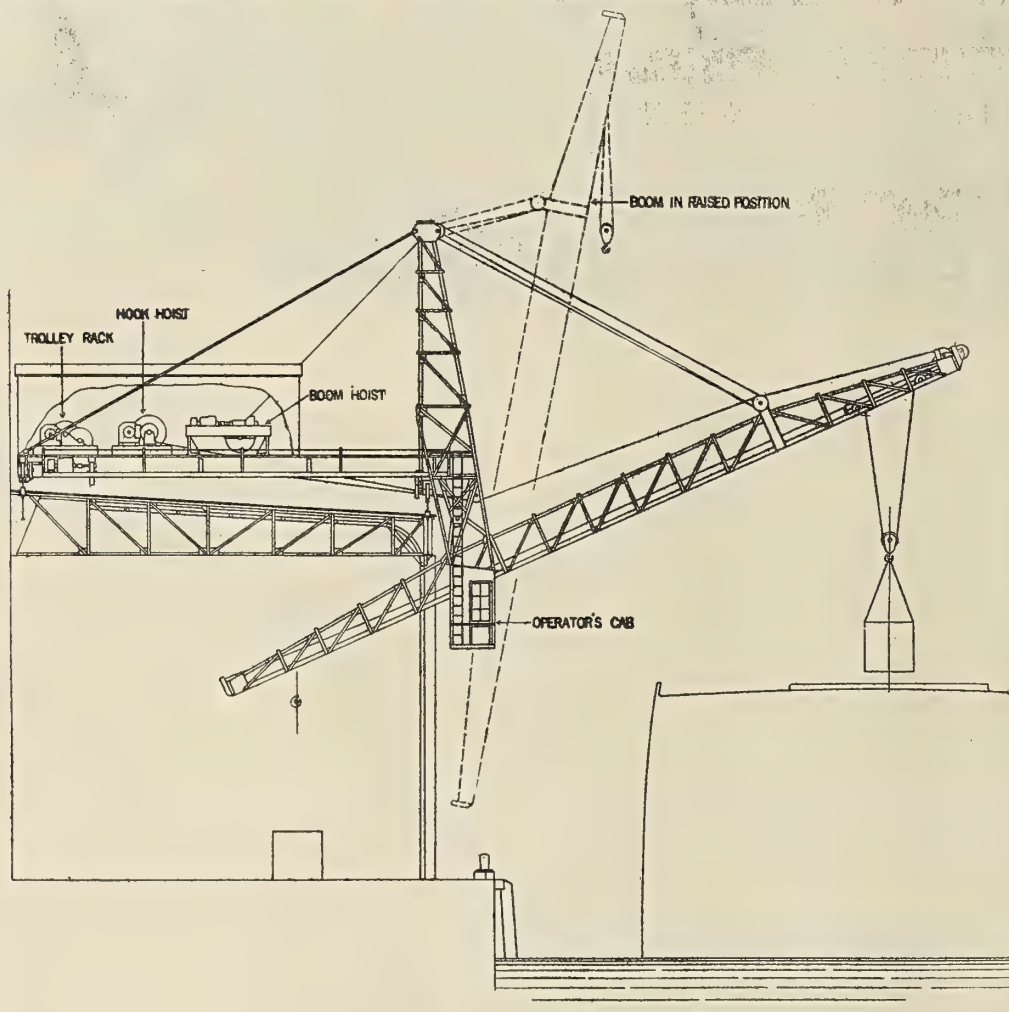 BOOM IN RAISED POSITION
HOOK HOIST
TROLLEY RACK
BOOM HOIST
OPERATOR'S CAB